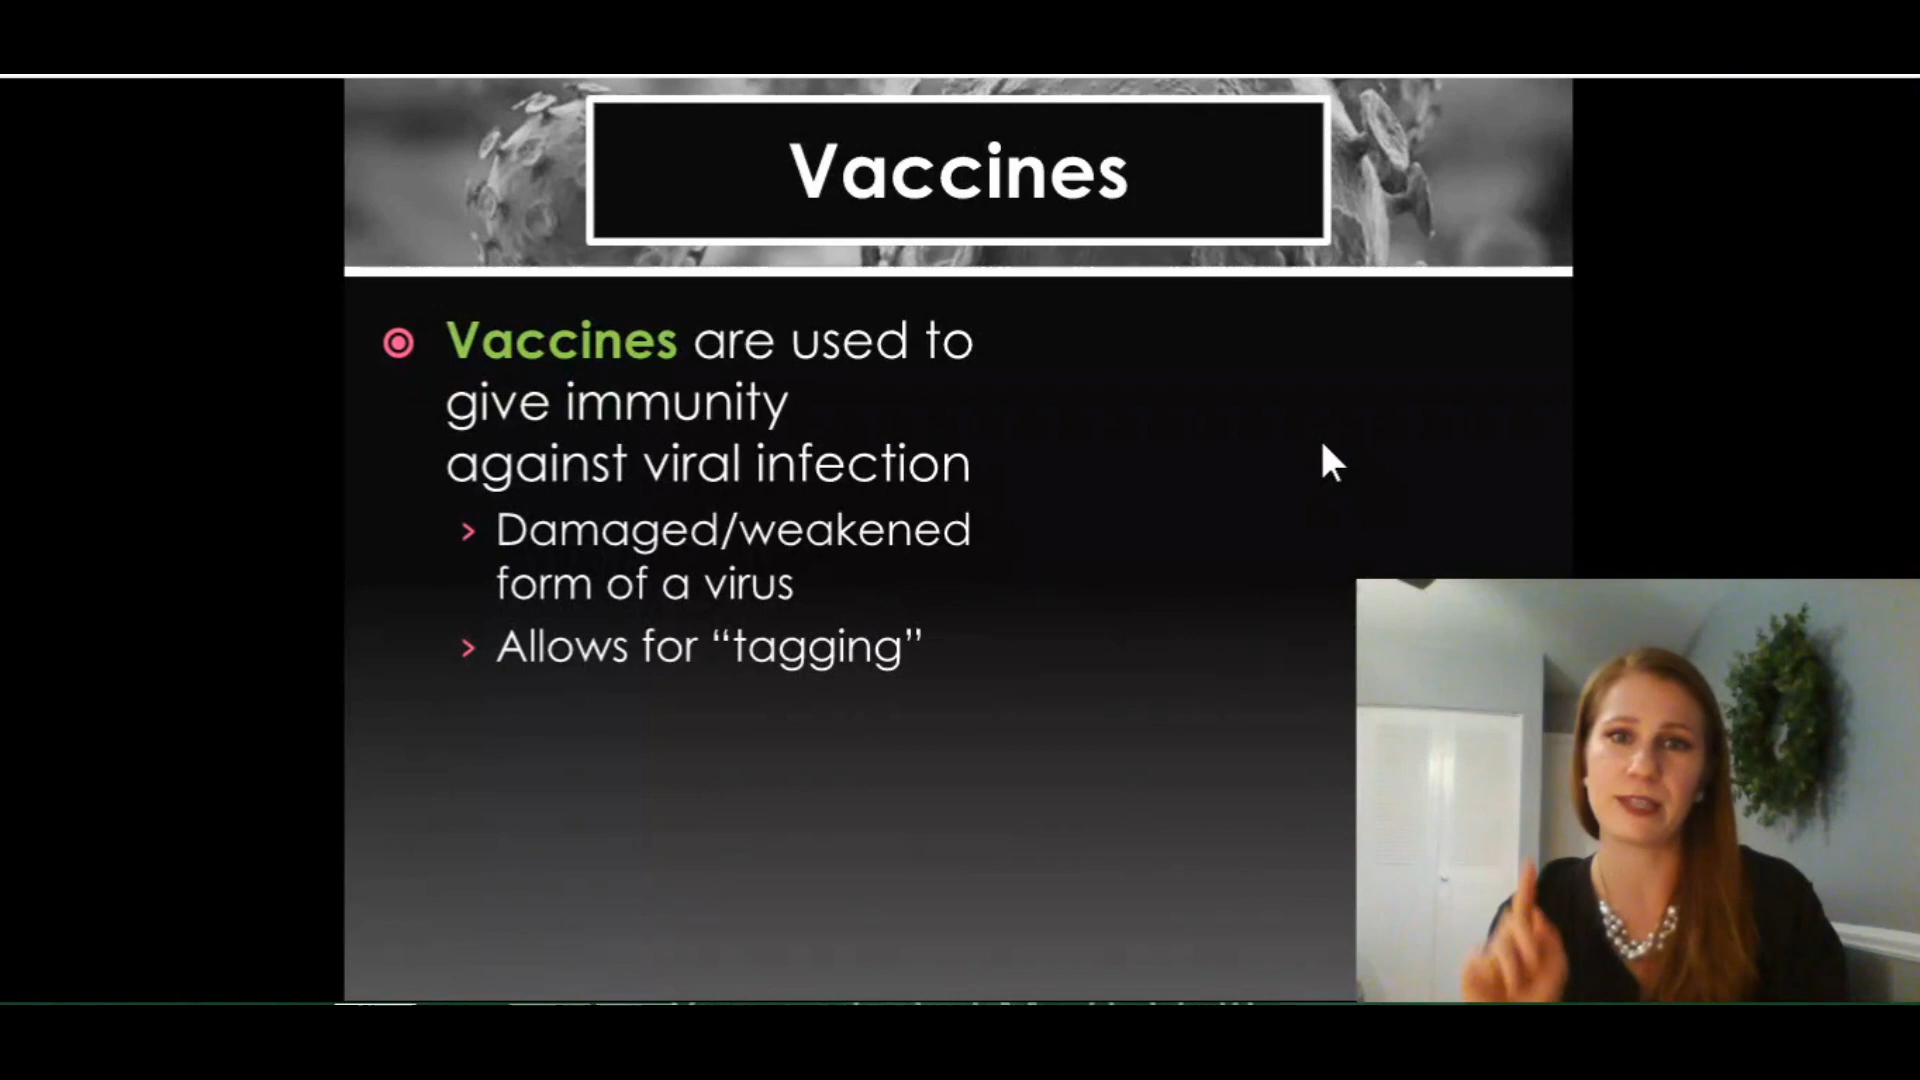 Vaccines
Vaccines are used to
give immunity
against viral infection
Damaged/weakened
form of a virus
Allows for “tagging”